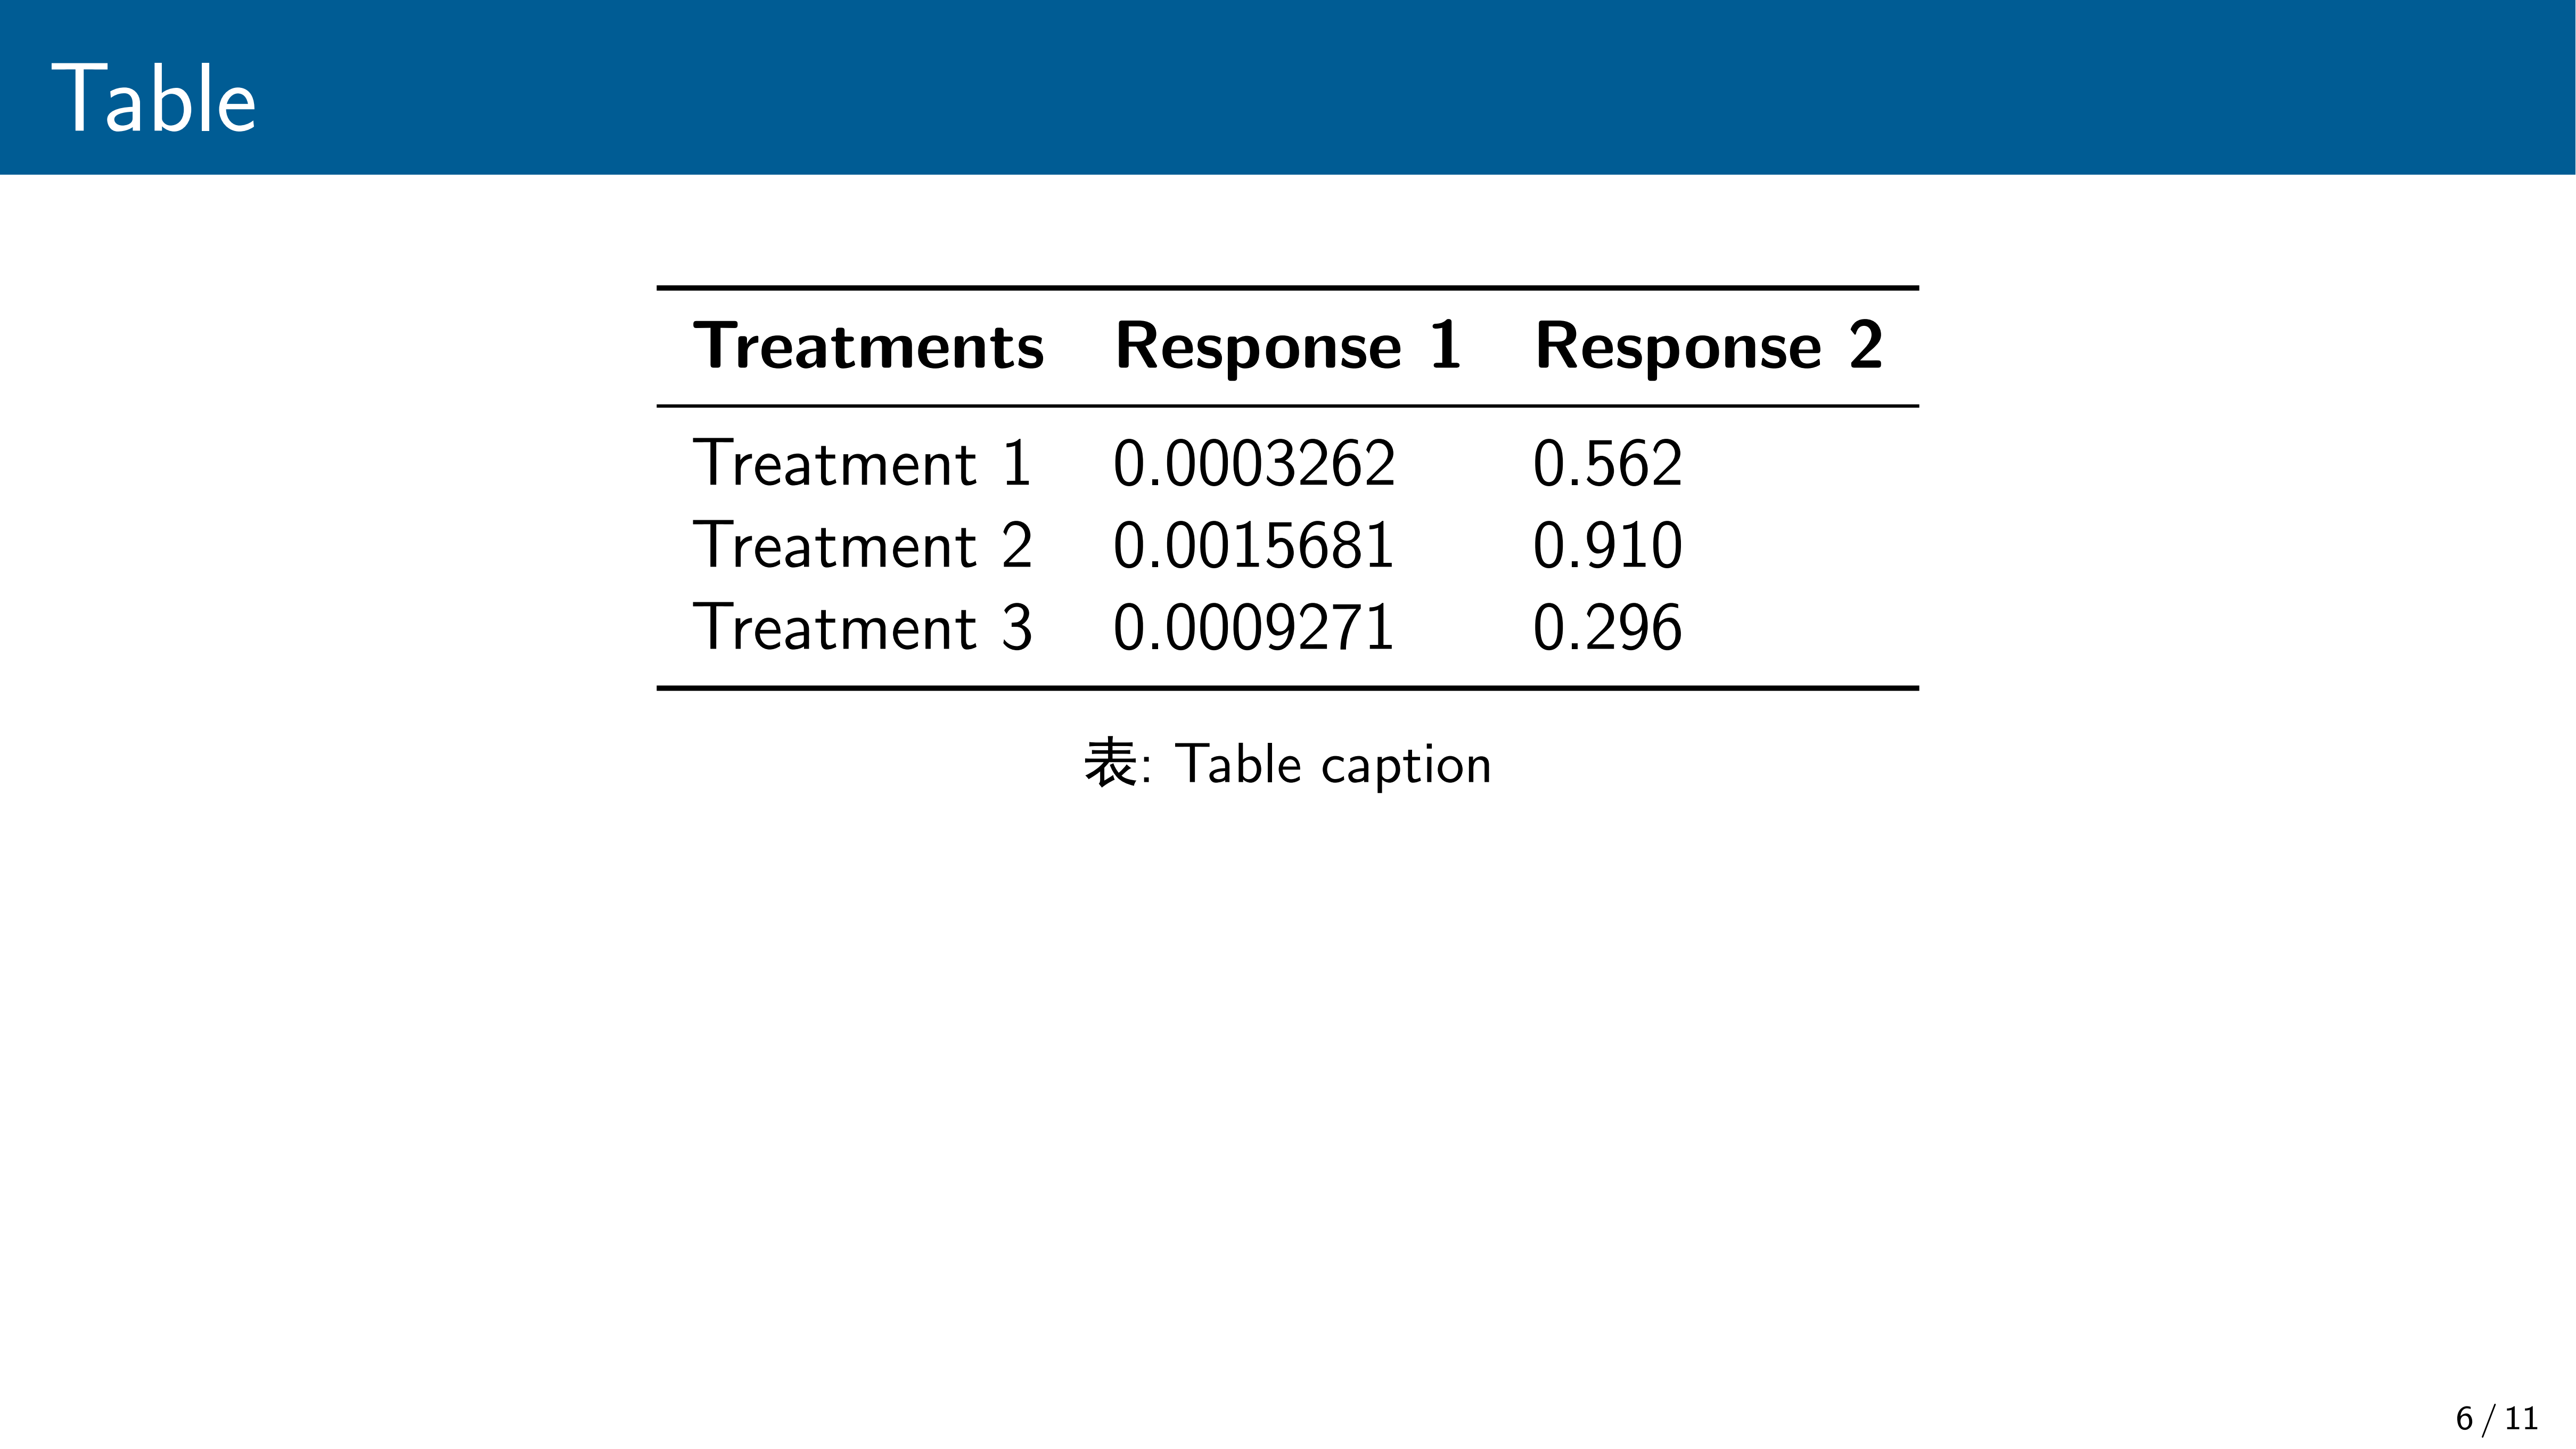 Table
Treatments Response 1 Response 2
Treatment 1 0.0003262 0.562
Treatment 2 0.0015681 0.910
Treatment 3 0.0009271 0.296
表: Table caption
6 / 11